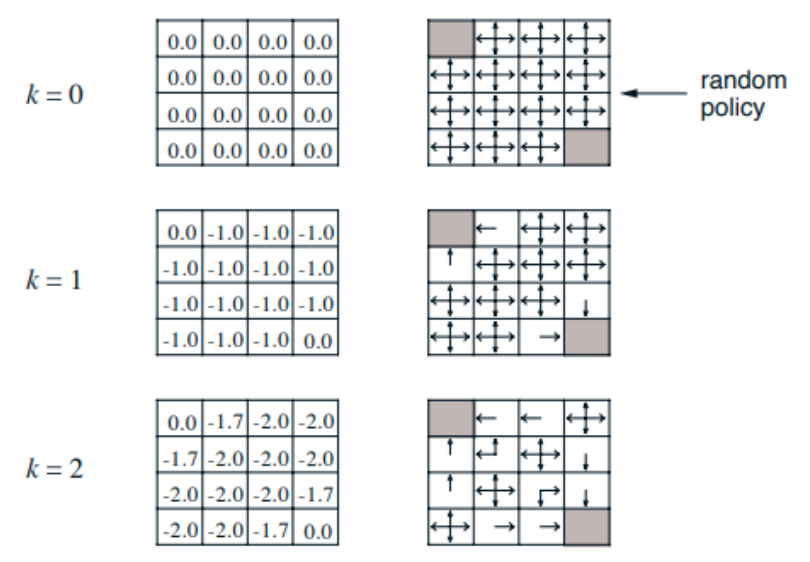 0.0 0.0 0.0 0.0
0.0 0.0 0.0 0.0
k = 0
random
policy
0.0 0.0 0.0 0.0
0.0 0.0 0.0 0.0
0.0 -1.0 -1.0 -1.0
-1.0 -1.0 -1.0 -1.0
k = 1
-1.0 -1.0 -1.0 -1.0
-1.0 -1.0 -1.0 0.0
0.0 -1.7 -2.0 -2.0
-1.7 -2.0 -2.0 -2.0
k = 2
-2.0 -2.0 -2.0 -1.7
-2.0 -2.0 -1.7 0.0